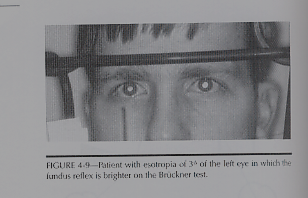 FIGURE 4-9—Patient with esotropia of 3° of the left eye in which the
fundus reflex is brighter on the Brückner test.